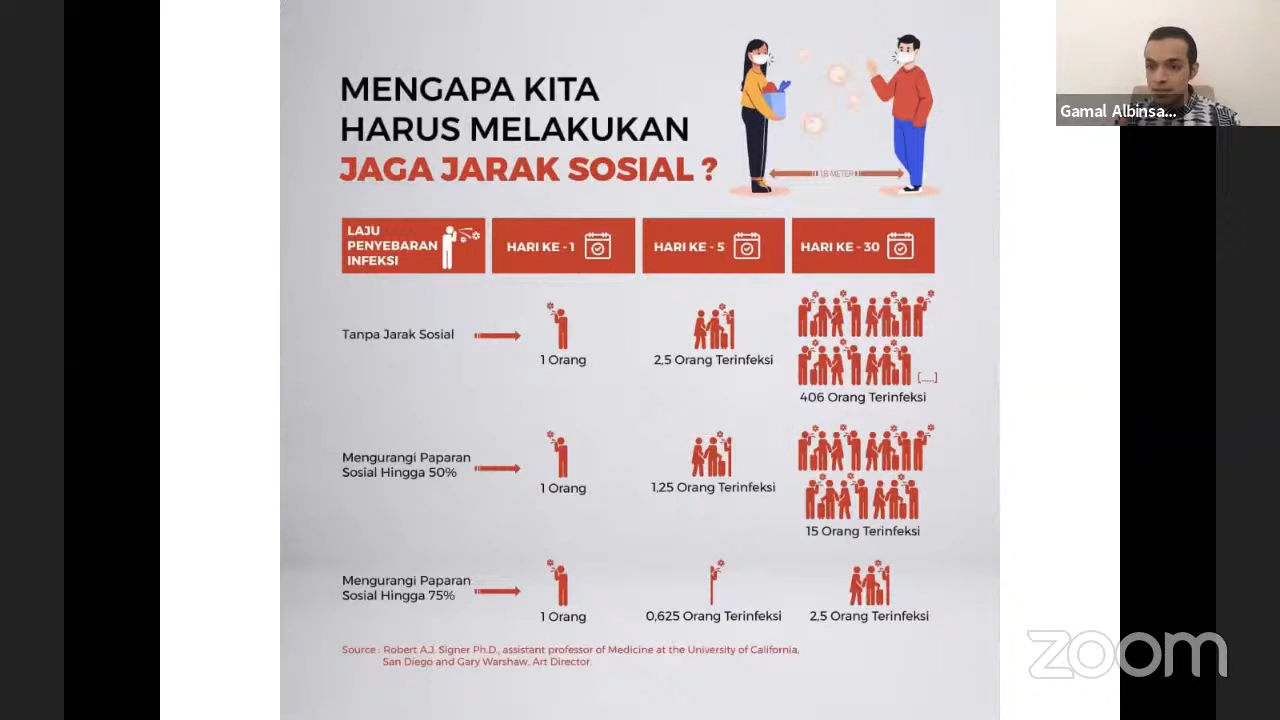 MENGAPA KITA
HARUS MELAKUKAN
JAGA JARAK SOSIAL ?
1,8 METER
Gamal Albinsa...
LAJU
PENYEBARAN
INFEKSI
HARI KE - 1
HARI KE - 5
HARI KE - 30
Tanpa Jarak Sosial
1 Orang
2,5 Orang Terinfeksi
[.....]
406 Orang Terinfeksi
Mengurangi Paparan
Sosial Hingga 50%
1 Orang
1,25 Orang Terinfeksi
15 Orang Terinfeksi
Mengurangi Paparan
Sosial Hingga 75%
1 Orang
0,625 Orang Terinfeksi
2,5 Orang Terinfeksi
Source : Robert A.J. Signer Ph.D., assistant professor of Medicine at the University of California,
San Diego and Gary Warshaw, Art Director.
zoom